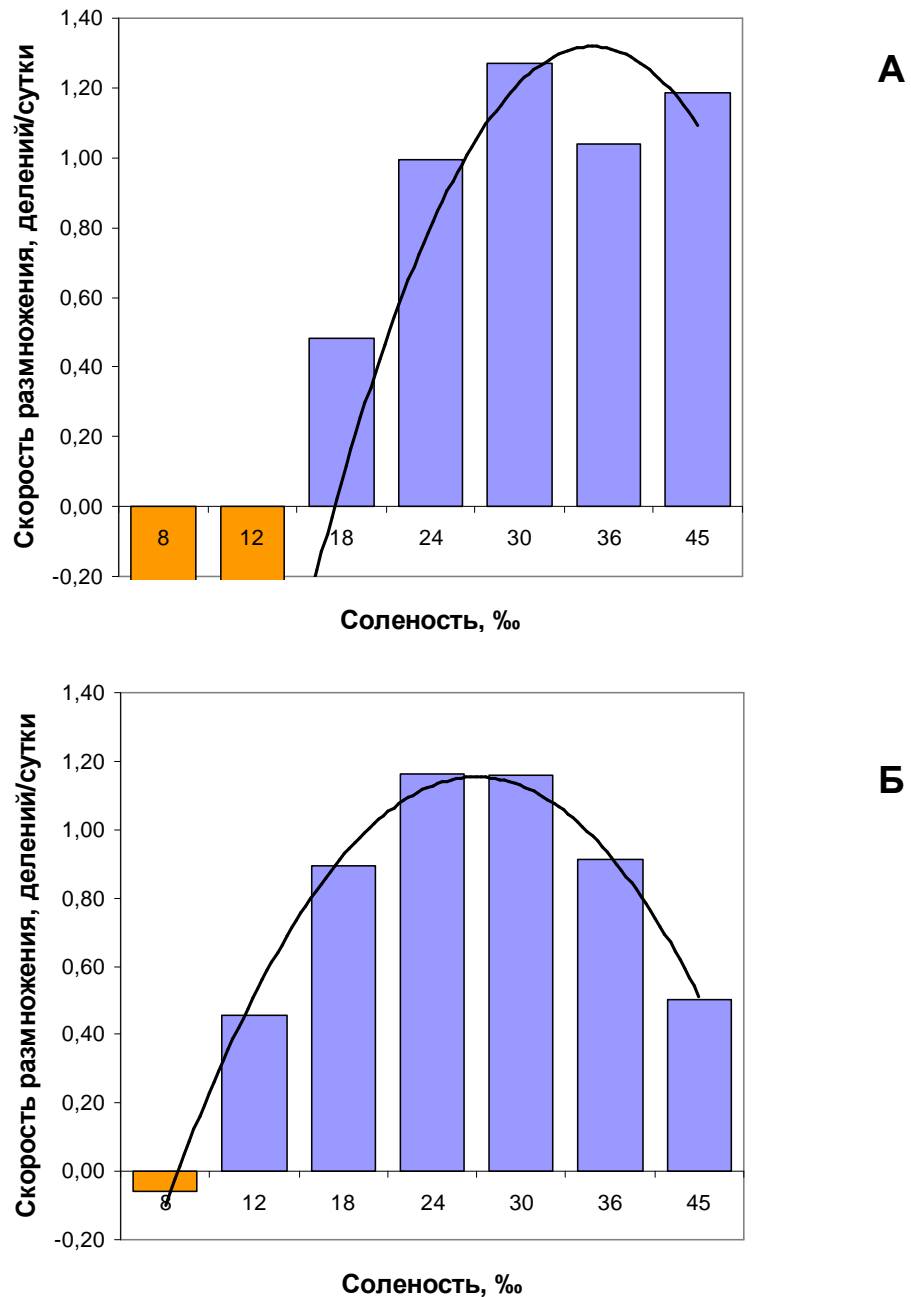 1,40
1,20
1,00
0,80
0,60
0,40
0,20
0,00
-0,20
Скорость размножения, делений/сутки
8 12 18 24 30 36 45
Соленость, ‰
А
1,40
1,20
1,00
0,80
0,60
0,40
0,20
0,00
-0,20
Скорость размножения, делений/сутки
8 12 18 24 30 36 45
Соленость, ‰
Б